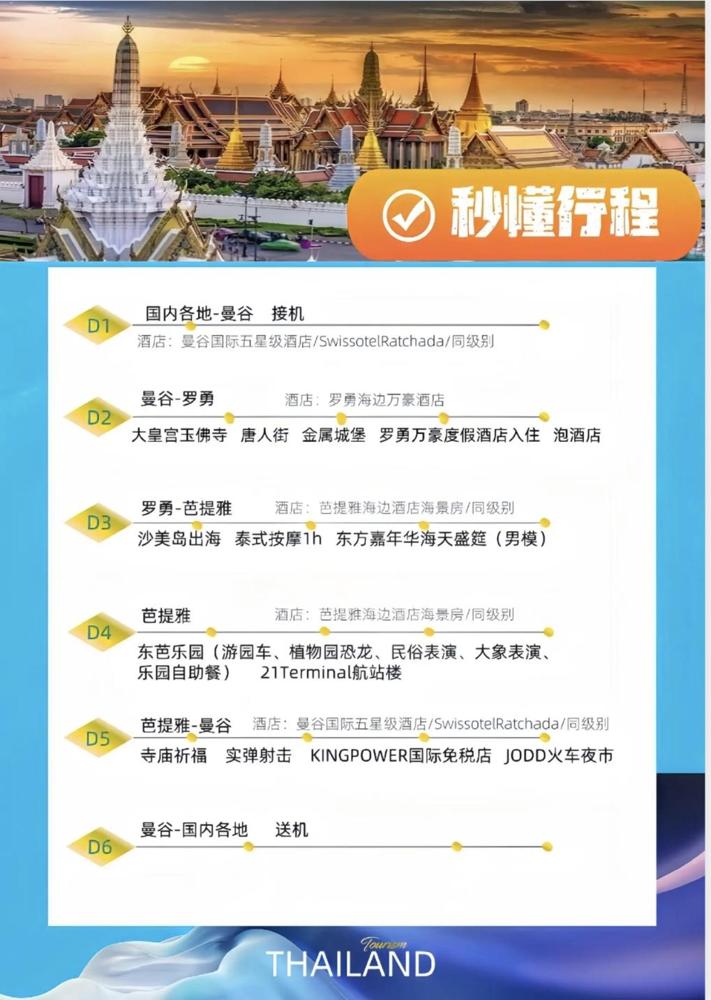 秒懂行程
D1
国内各地-曼谷 接机
酒店：曼谷国际五星级酒店/SwissotelRatchada/同级别
D2
曼谷-罗勇 酒店：罗勇海边万豪酒店
大皇宫玉佛寺 唐人街 金属城堡 罗勇万豪度假酒店入住 泡酒店
D3
罗勇-芭提雅 酒店：芭提雅海边酒店海景房/同级别
沙美岛出海 泰式按摩1h 东方嘉年华海天盛筵（男模）
D4
芭提雅 酒店：芭提雅海边酒店海景房/同级别
东芭乐园（游园车、植物园恐龙、民俗表演、大象表演、
乐园自助餐） 21Terminal航站楼
D5
芭提雅-曼谷 酒店：曼谷国际五星级酒店/SwissotelRatchada/同级别
寺庙祈福 实弹射击 KINGPOWER国际免税店 JODD火车夜市
D6
曼谷-国内各地 送机
Tourism
THAILAND